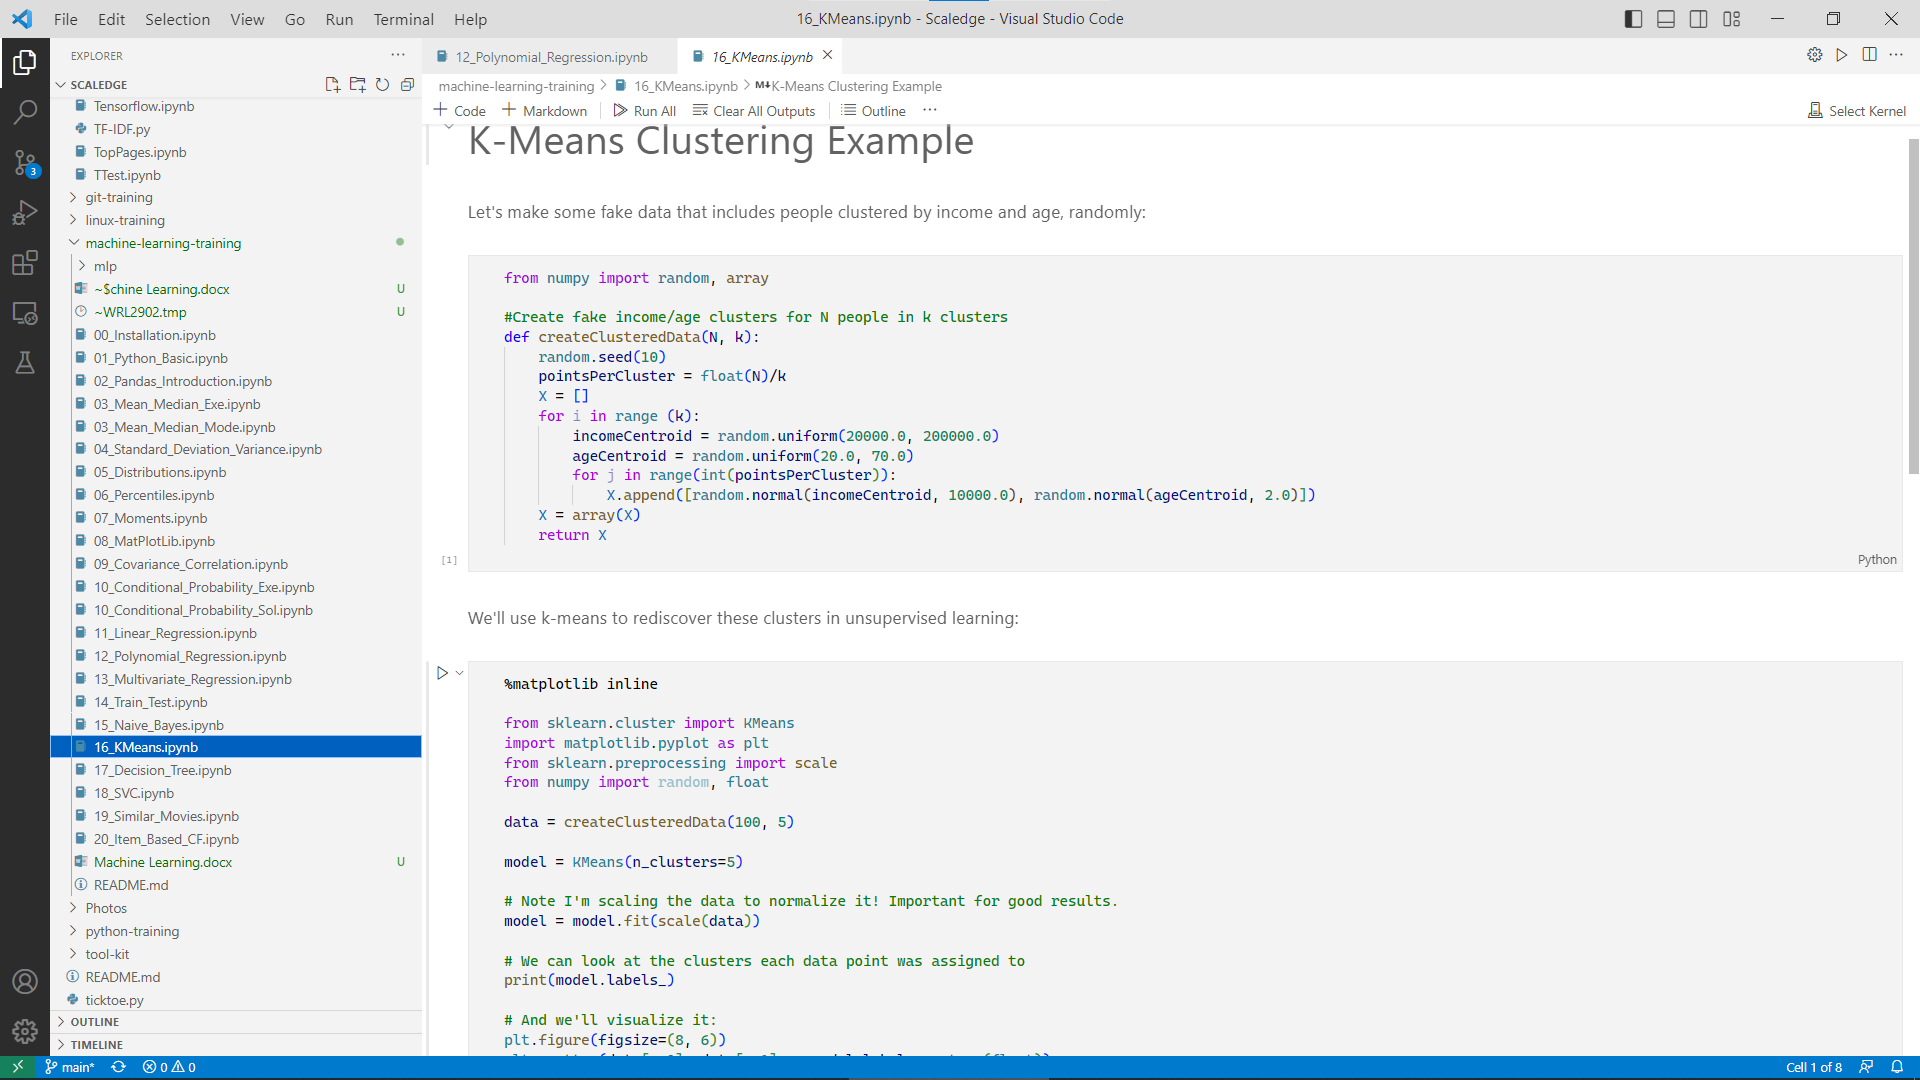 File Edit Selection View Go Run Terminal Help
16_KMeans.ipynb - Scaledge - Visual Studio Code
EXPLORER
SCALEDGE
Tensorflow.ipynb
TF-IDF.py
TopPages.ipynb
TTest.ipynb
git-training
linux-training
machine-learning-training
mlp
~$chine Learning.docx U
~WRL2902.tmp U
00_Installation.ipynb
01_Python_Basic.ipynb
02_Pandas_Introduction.ipynb
03_Mean_Median_Exe.ipynb
03_Mean_Median_Mode.ipynb
04_Standard_Deviation_Variance.ipynb
05_Distributions.ipynb
06_Percentiles.ipynb
07_Moments.ipynb
08_MatPlotLib.ipynb
09_Covariance_Correlation.ipynb
10_Conditional_Probability_Exe.ipynb
10_Conditional_Probability_Sol.ipynb
11_Linear_Regression.ipynb
12_Polynomial_Regression.ipynb
13_Multivariate_Regression.ipynb
14_Train_Test.ipynb
15_Naive_Bayes.ipynb
16_KMeans.ipynb
17_Decision_Tree.ipynb
18_SVC.ipynb
19_Similar_Movies.ipynb
20_Item_Based_CF.ipynb
Machine Learning.docx U
README.md
Photos
python-training
tool-kit
README.md
ticktoe.py
OUTLINE
TIMELINE
3
12_Polynomial_Regression.ipynb
16_KMeans.ipynb
machine-learning-training > 16_KMeans.ipynb > K-Means Clustering Example
Code Markdown Run All Clear All Outputs Outline
Select Kernel
K-Means Clustering Example
Let's make some fake data that includes people clustered by income and age, randomly:
from numpy import random, array
#Create fake income/age clusters for N people in k clusters
def createClusteredData(N, k):
random.seed(10)
pointsPerCluster = float(N)/k
X = []
for i in range (k):
incomeCentroid = random.uniform(20000.0, 200000.0)
ageCentroid = random.uniform(20.0, 70.0)
for j in range(int(pointsPerCluster)):
X.append([random.normal(incomeCentroid, 10000.0), random.normal(ageCentroid, 2.0)])
X = array(X)
return X
[1]
Python
We'll use k-means to rediscover these clusters in unsupervised learning:
%matplotlib inline
from sklearn.cluster import KMeans
import matplotlib.pyplot as plt
from sklearn.preprocessing import scale
from numpy import random, float
data = createClusteredData(100, 5)
model = KMeans(n_clusters=5)
# Note I'm scaling the data to normalize it! Important for good results.
model = model.fit(scale(data))
# We can look at the clusters each data point was assigned to
print(model.labels_)
# And we'll visualize it:
plt.figure(figsize=(8, 6))
main* 0 0
Cell 1 of 8